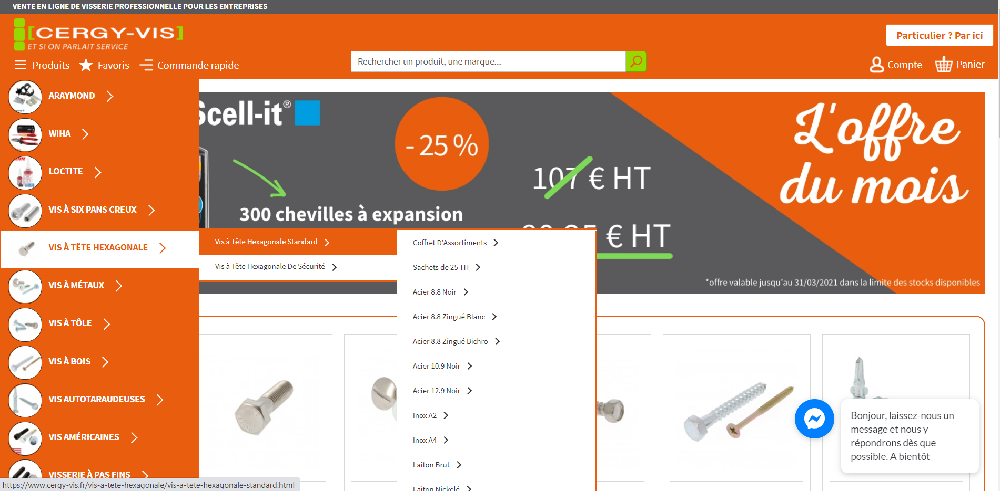 VENTE EN LIGNE DE VISSERIE PROFESSIONNELLE POUR LES ENTREPRISES
[CERGY-VIS]
ET SI ON PARLAIT SERVICE
Particulier ? Par ici
Produits
Favoris
Commande rapide
Rechercher un produit, une marque...
Compte
Panier
ARAYMOND
WIHA
LOCTITE
VIS À SIX PANS CREUX
VIS À TÊTE HEXAGONALE
VIS À MÉTAUX
VIS À TÔLE
VIS À BOIS
VIS AUTOTARAUDEUSES
VIS AMÉRICAINES
VISSERIE À PAS FINS
Vis à Tête Hexagonale Standard
Vis à Tête Hexagonale De Sécurité
Coffret D'Assortiments
Sachets de 25 TH
Acier 8.8 Noir
Acier 8.8 Zingué Blanc
Acier 8.8 Zingué Bichro
Acier 10.9 Noir
Acier 12.9 Noir
Inox A2
Inox A4
Laiton Brut
Laiton Nickelé
Scell-it®
- 25 %
300 chevilles à expansion
107 € HT
€ HT
L'offre
du mois
*offre valable jusqu'au 31/03/2021 dans la limite des stocks disponibles
Bonjour, laissez-nous un
message et nous y
répondrons dès que
possible. A bientôt
https://www.cergy-vis.fr/vis-a-tete-hexagonale/vis-a-tete-hexagonale-standard.html